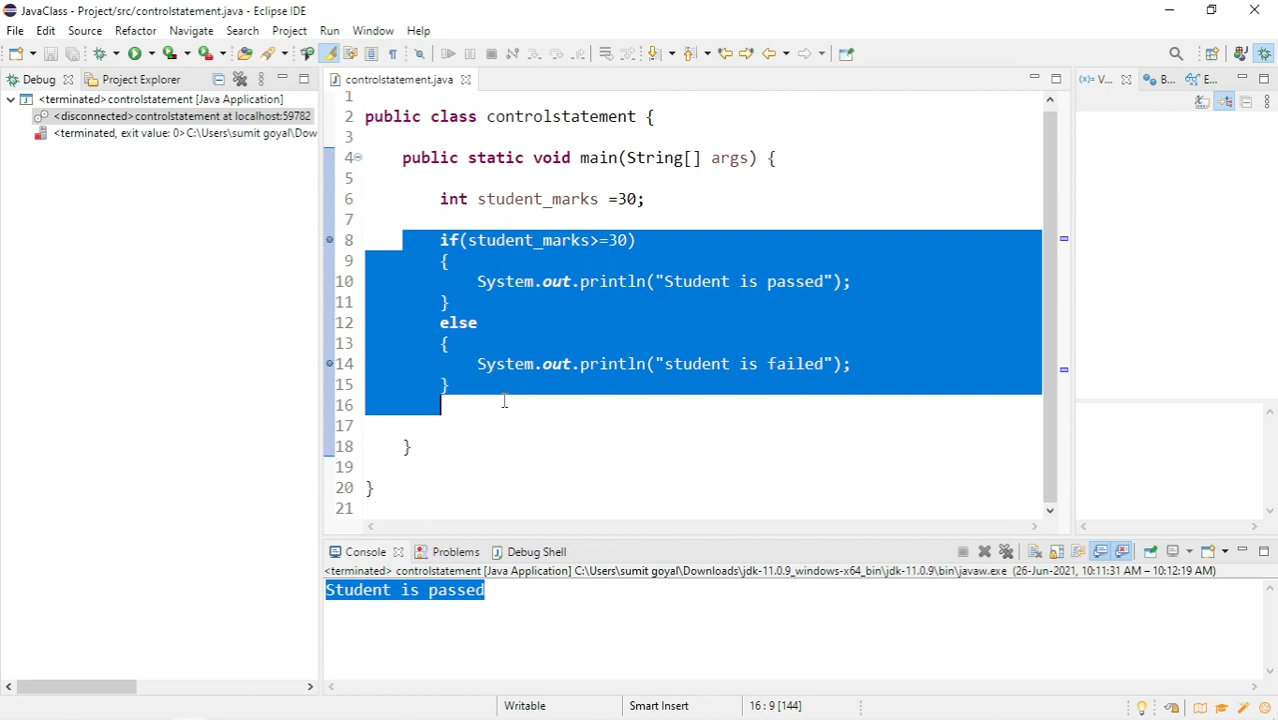 JavaClass - Project/src/controlstatement.java - Eclipse IDE
File Edit Source Refactor Navigate Search Project Run Window Help
Debug Project Explorer
controlstatement.java
V... B... E...
<terminated> controlstatement [Java Application]
<disconnected> controlstatement at localhost:59782
<terminated, exit value: 0>C:\Users\sumit goyal\Dow
1
2 public class controlstatement {
3
4 public static void main(String[] args) {
5
6 int student_marks =30;
7
8 if(student_marks>=30)
9 {
10 System.out.println("Student is passed");
11 }
12 else
13 {
14 System.out.println("student is failed");
15 }
16
17
18 }
19
20 }
21
Console Problems Debug Shell
<terminated> controlstatement [Java Application] C:\Users\sumit goyal\Downloads\jdk-11.0.9_windows-x64_bin\jdk-11.0.9\bin\javaw.exe (26-Jun-2021, 10:11:31 AM – 10:12:19 AM)
Student is passed
Writable Smart Insert 16 : 9 [144]